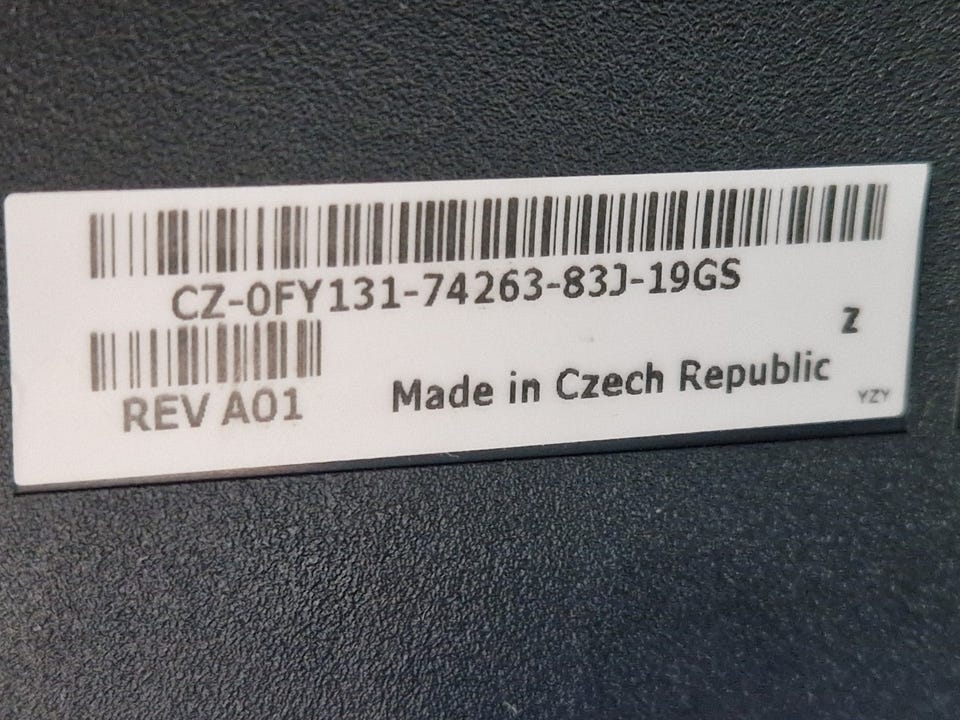 CZ-0FY131-74263-83J-19GS
Z
REV A01
Made in Czech Republic
YZY